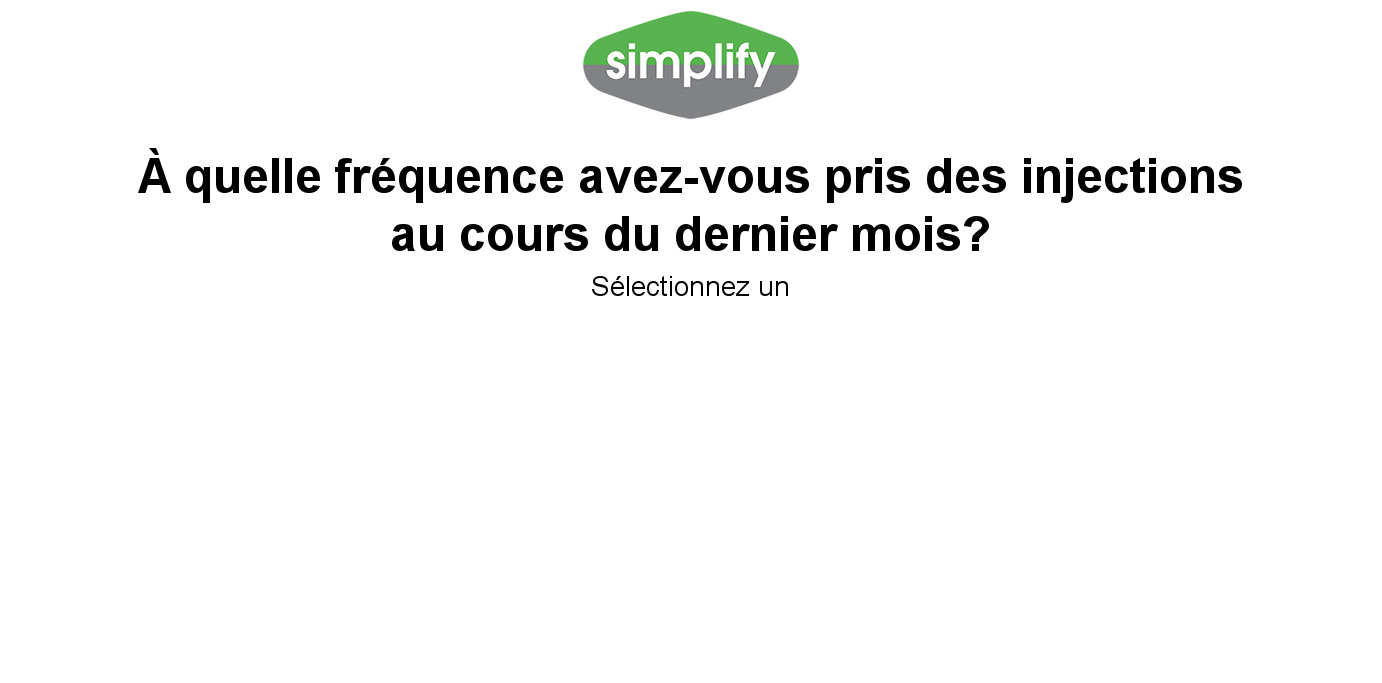 simplify
À quelle fréquence avez-vous pris des injections
au cours du dernier mois?
Sélectionnez un